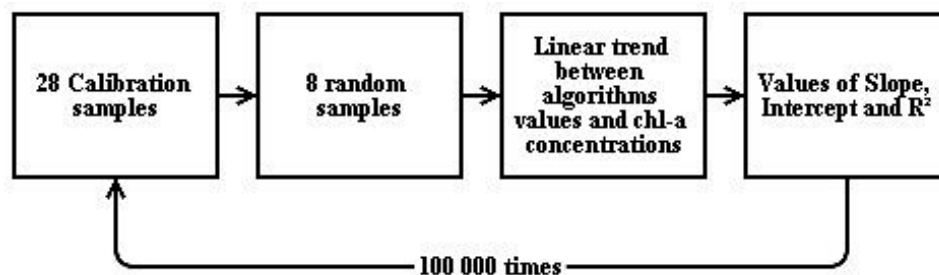 28 Calibration
samples
8 random
samples
Linear trend
between
algorithms
values and chl-a
concentrations
Values of Slope,
Intercept and R²
100 000 times